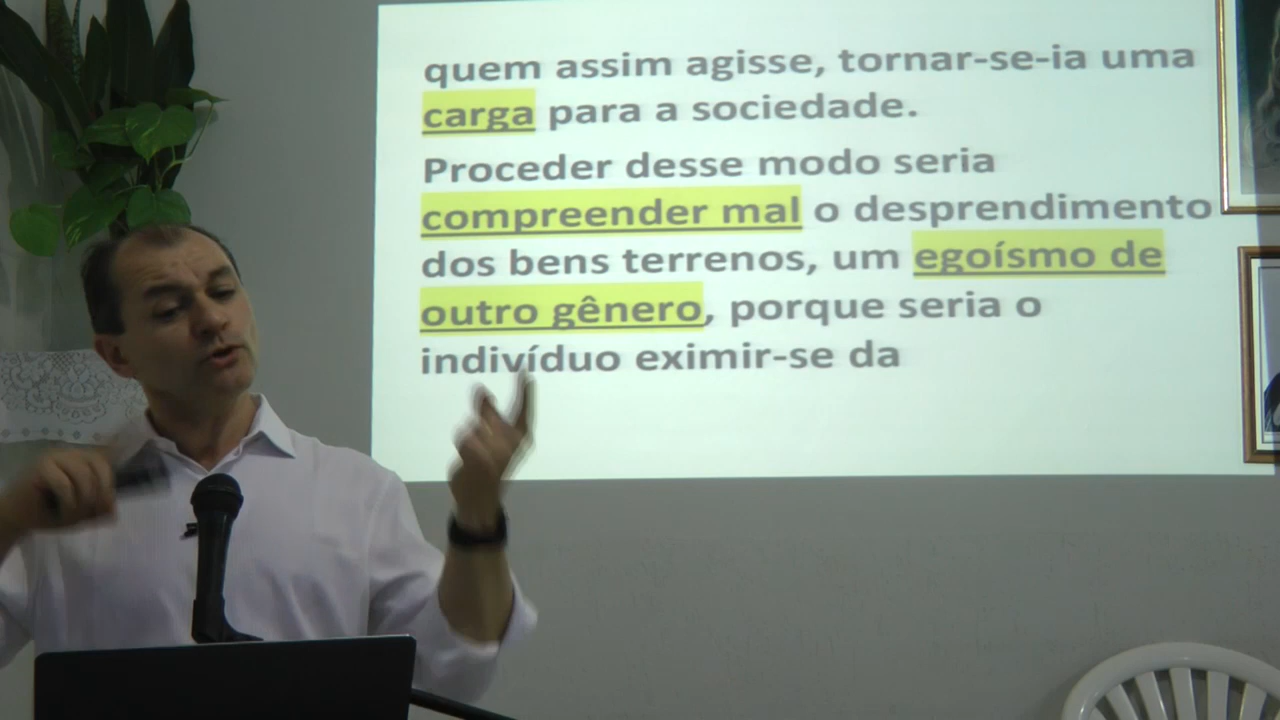 quem assim agisse, tornar-se-ia uma
carga para a sociedade.
Proceder desse modo seria
compreender mal o desprendimento
dos bens terrenos, um egoísmo de
outro gênero, porque seria o
indivíduo eximir-se da